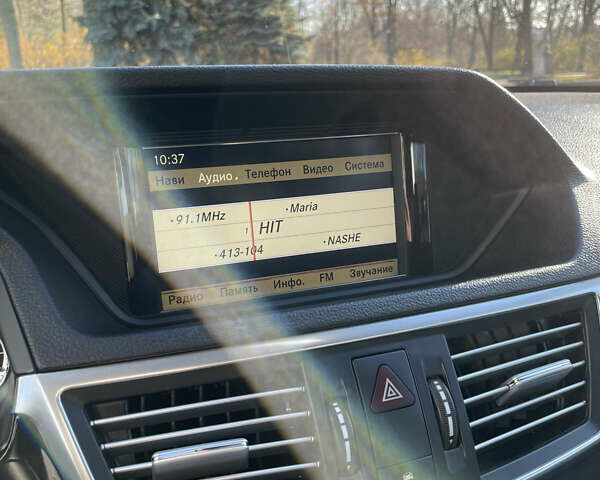 10:37
Нави Аудио Телефон Видео Система
91.1MHz Maria
1 HIT
413-104 NASHE
Радио Память Инфо. FM Звучание